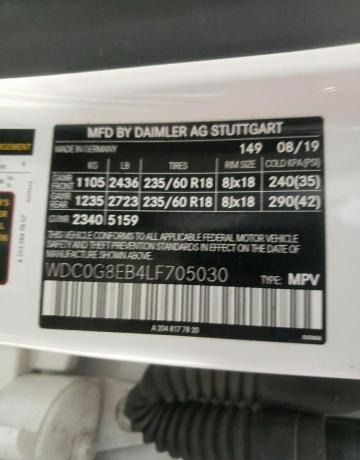 MFD BY DAIMLER AG STUTTGART
MADE IN GERMANY 149 08/19
KG LB TIRES RIM SIZE COLD KPA(PSI)
GAWR FRONT 1105 2436 235/60 R18 8Jx18 240(35)
GAWR REAR 1235 2723 235/60 R18 8Jx18 290(42)
GVWR 2340 5159
THIS VEHICLE CONFORMS TO ALL APPLICABLE FEDERAL MOTOR VEHICLE
SAFETY AND THEFT PREVENTION STANDARDS IN EFFECT ON THE DATE OF
MANUFACTURE SHOWN ABOVE.
WDC0G8EB4LF705030 TYPE: MPV
A 204 817 78 20